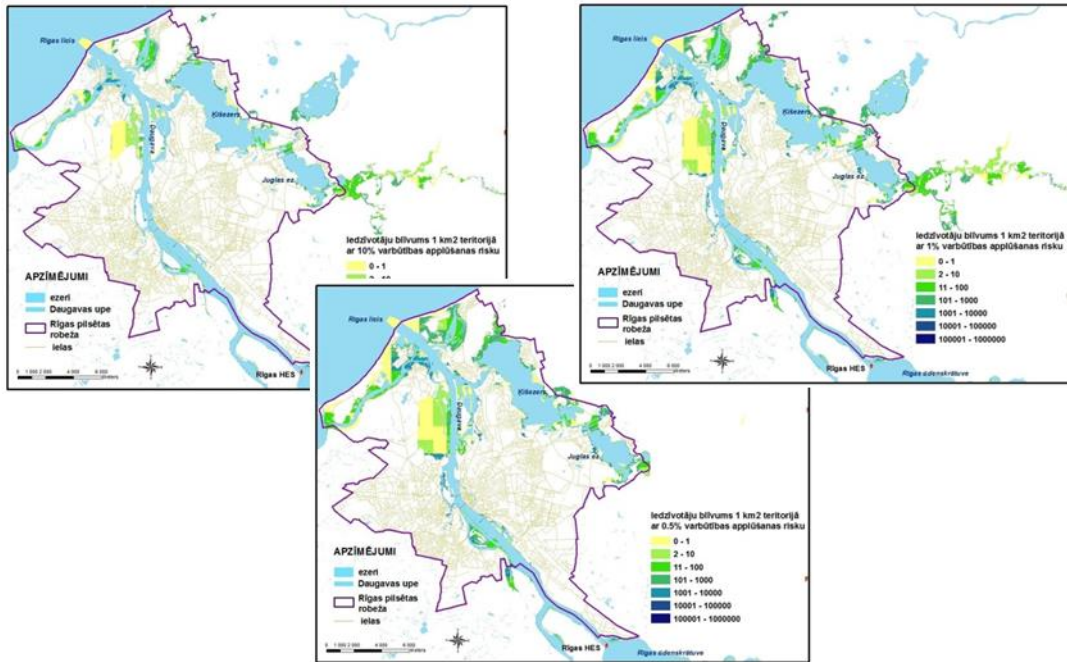 Rīgas līcis
Ķīšezers
Daugava
Juglas ez.
Iedzīvotāju blīvums 1 km2 teritorijā
ar 10% varbūtības applūšanas risku
0 - 1
2 - 10
APZĪMĒJUMI
ezeri
Daugavas upe
Rīgas pilsētas
robeža
ielas
Rīgas HES
Rīgas līcis
Ķīšezers
Daugava
Juglas ez.
Iedzīvotāju blīvums 1 km2 teritorijā
ar 1% varbūtības applūšanas risku
0 - 1
2 - 10
11 - 100
101 - 1000
1001 - 10000
10001 - 100000
100001 - 1000000
APZĪMĒJUMI
ezeri
Daugavas upe
Rīgas pilsētas
robeža
ielas
Rīgas HES
Rīgas ūdenskrātuve
Rīgas līcis
Ķīšezers
Daugava
Juglas ez.
Iedzīvotāju blīvums 1 km2 teritorijā
ar 0.5% varbūtības applūšanas risku
0 - 1
2 - 10
11 - 100
101 - 1000
1001 - 10000
10001 - 100000
100001 - 1000000
APZĪMĒJUMI
ezeri
Daugavas upe
Rīgas pilsētas
robeža
ielas
Rīgas HES
Rīgas ūdenskrātuve